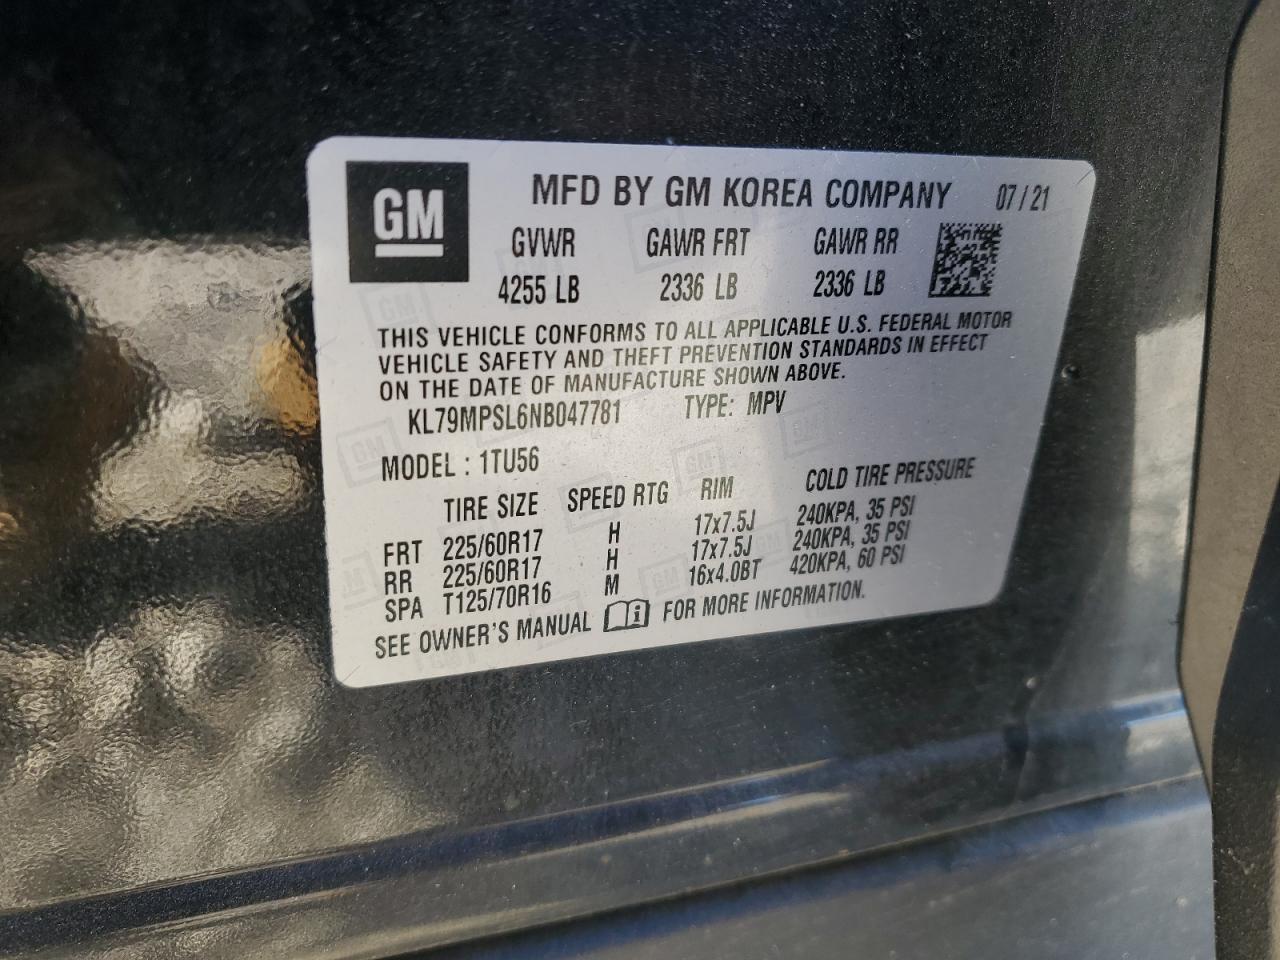 GM
MFD BY GM KOREA COMPANY 07/21
GVWR GAWR FRT GAWR RR
4255 LB 2336 LB 2336 LB
THIS VEHICLE CONFORMS TO ALL APPLICABLE U.S. FEDERAL MOTOR
VEHICLE SAFETY AND THEFT PREVENTION STANDARDS IN EFFECT
ON THE DATE OF MANUFACTURE SHOWN ABOVE.
KL79MPSL6NB047781 TYPE: MPV
MODEL : 1TU56
TIRE SIZE SPEED RTG RIM COLD TIRE PRESSURE
FRT 225/60R17 H 17x7.5J 240KPA, 35 PSI
RR 225/60R17 H 17x7.5J 240KPA, 35 PSI
SPA T125/70R16 M 16x4.0BT 420KPA, 60 PSI
SEE OWNER'S MANUAL i FOR MORE INFORMATION.